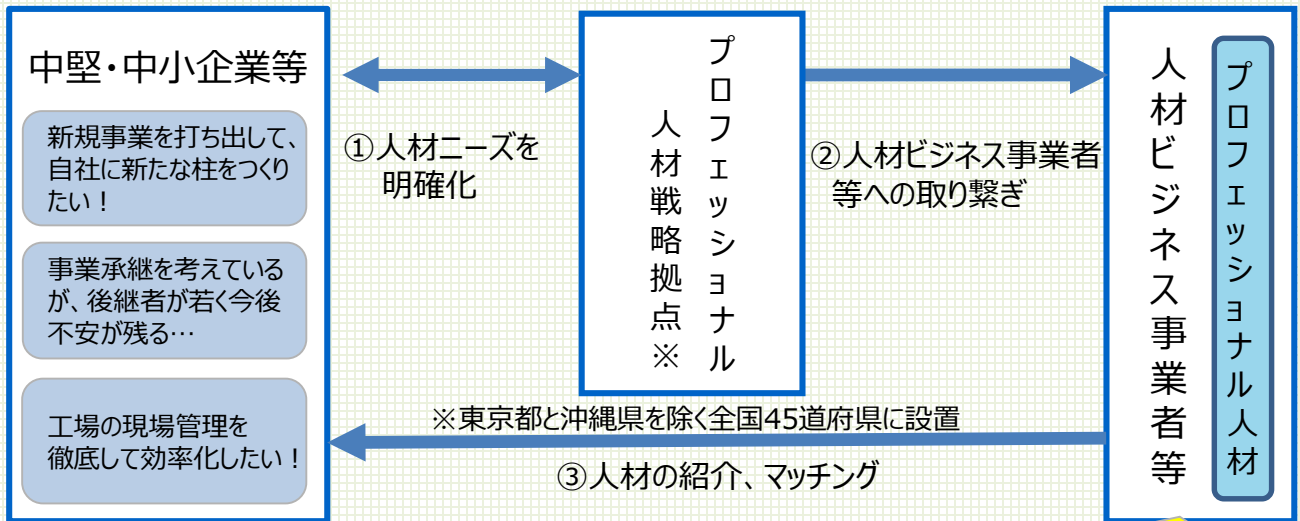 中堅・中小企業等
新規事業を打ち出して、
自社に新たな柱をつくり
たい！
事業承継を考えている
が、後継者が若く今後
不安が残る…
工場の現場管理を
徹底して効率化したい！
①人材ニーズを
明確化
プロフェッショナル
人材戦略拠点※
②人材ビジネス事業者
等への取り繋ぎ
※東京都と沖縄県を除く全国45道府県に設置
③人材の紹介、マッチング
人材ビジネス事業者等
プロフェッショナル人材